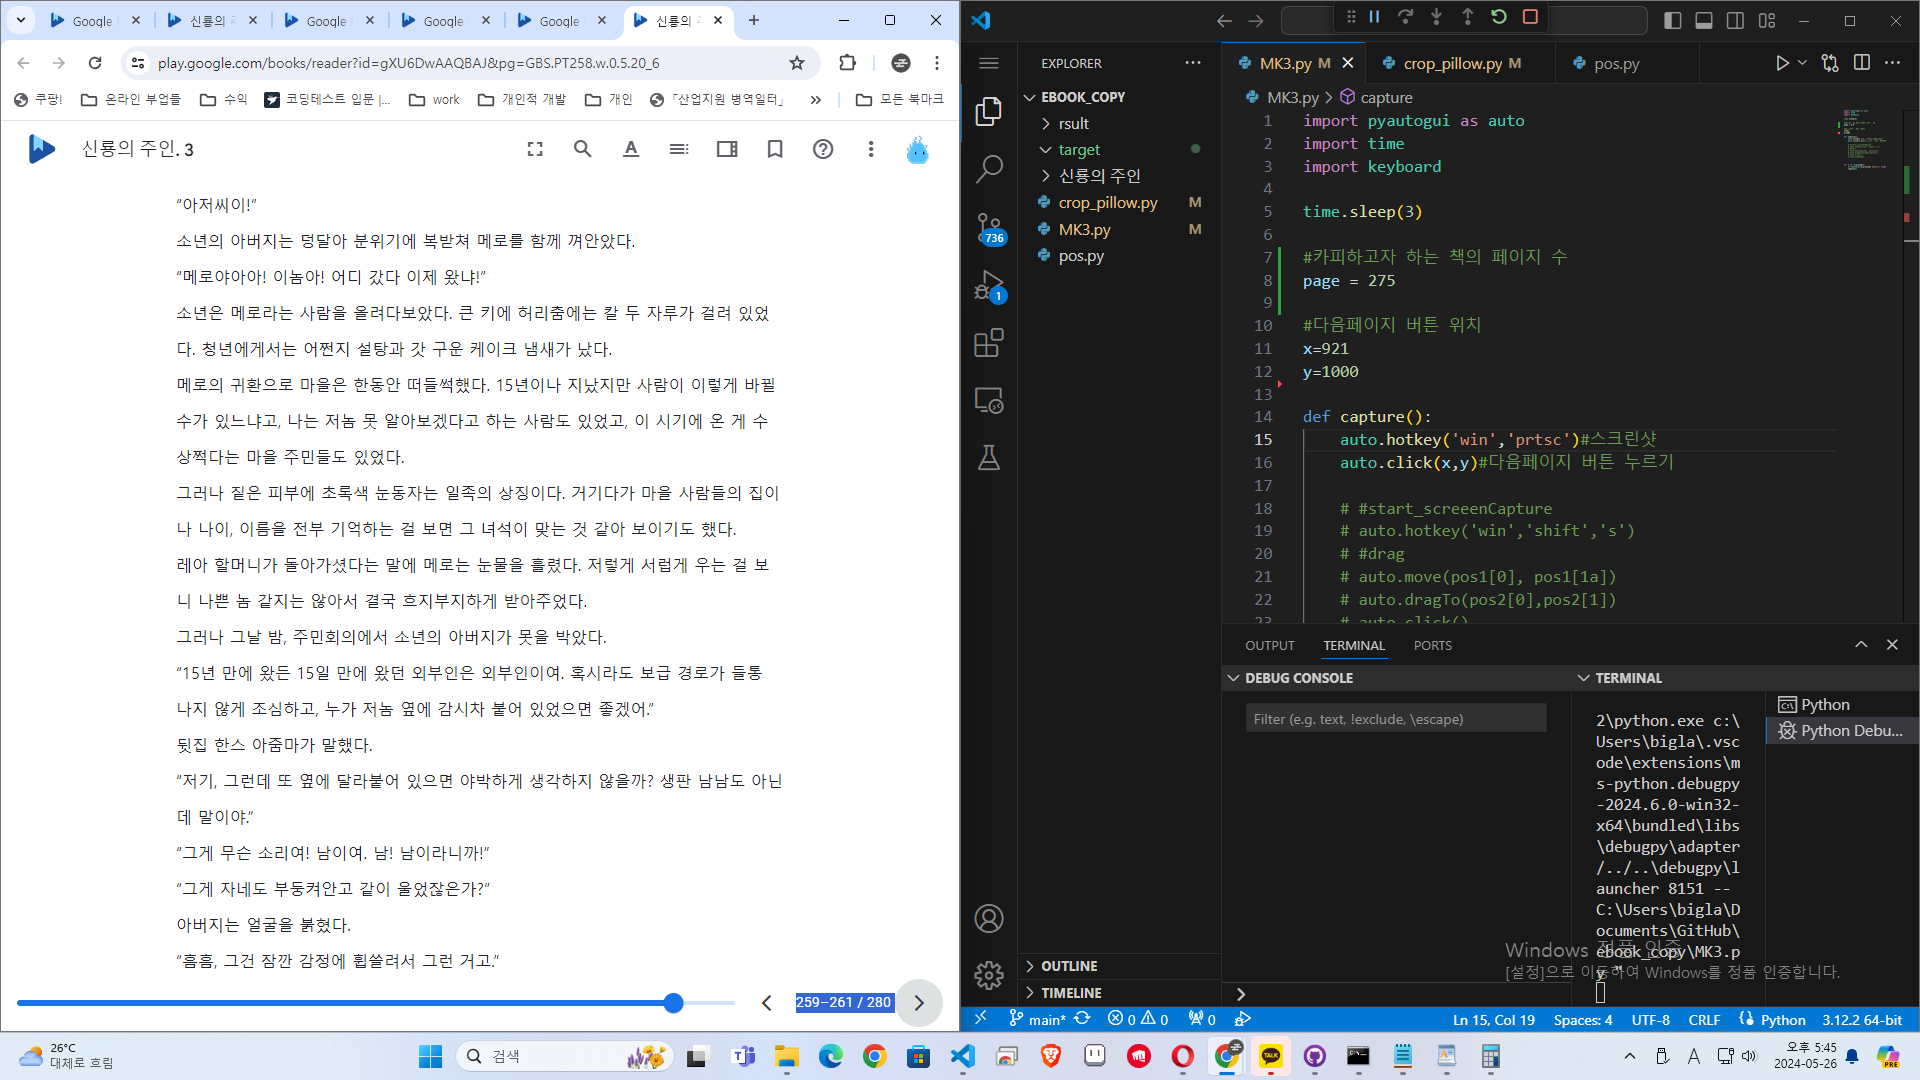 Google
신룡의 주
Google
Google
Google
신룡의 주
play.google.com/books/reader?id=gXU6DwAAQBAJ&pg=GBS.PT258.w.0.5.20_6
쿠팡!
온라인 부업들
수익
코딩테스트 입문 |...
work
개인적 개발
개인
「산업지원 병역일터」
»
모든 북마크
신룡의 주인. 3
“아저씨이!”
소년의 아버지는 덩달아 분위기에 복받쳐 메로를 함께 껴안았다.
“메로야아아! 이놈아! 어디 갔다 이제 왔냐!”
소년은 메로라는 사람을 올려다보았다. 큰 키에 허리춤에는 칼 두 자루가 걸려 있었
다. 청년에게서는 어쩐지 설탕과 갓 구운 케이크 냄새가 났다.
메로의 귀환으로 마을은 한동안 떠들썩했다. 15년이나 지났지만 사람이 이렇게 바뀔
수가 있느냐고, 나는 저놈 못 알아보겠다고 하는 사람도 있었고, 이 시기에 온 게 수
상쩍다는 마을 주민들도 있었다.
그러나 짙은 피부에 초록색 눈동자는 일족의 상징이다. 거기다가 마을 사람들의 집이
나 나이, 이름을 전부 기억하는 걸 보면 그 녀석이 맞는 것 같아 보이기도 했다.
레아 할머니가 돌아가셨다는 말에 메로는 눈물을 흘렸다. 저렇게 서럽게 우는 걸 보
니 나쁜 놈 같지는 않아서 결국 흐지부지하게 받아주었다.
그러나 그날 밤, 주민회의에서 소년의 아버지가 못을 박았다.
“15년 만에 왔든 15일 만에 왔던 외부인은 외부인이여. 혹시라도 보급 경로가 들통
나지 않게 조심하고, 누가 저놈 옆에 감시차 붙어 있었으면 좋겠어.”
뒷집 한스 아줌마가 말했다.
“저기, 그런데 또 옆에 달라붙어 있으면 야박하게 생각하지 않을까? 생판 남남도 아닌
데 말이야.”
“그게 무슨 소리여! 남이여. 남! 남이라니까!”
“그게 자네도 부둥켜안고 같이 울었잖은가?”
아버지는 얼굴을 붉혔다.
“흠흠, 그건 잠깐 감정에 휩쓸려서 그런 거고.”
259–261 / 280
EXPLORER
EBOOK_COPY
rsult
target
신룡의 주인
crop_pillow.py M
MK3.py M
pos.py
736
1
OUTLINE
TIMELINE
MK3.py M
crop_pillow.py M
pos.py
MK3.py > capture
1 import pyautogui as auto
2 import time
3 import keyboard
4
5 time.sleep(3)
6
7 #카피하고자 하는 책의 페이지 수
8 page = 275
9
10 #다음페이지 버튼 위치
11 x=921
12 y=1000
13
14 def capture():
15 auto.hotkey('win','prtsc')#스크린샷
16 auto.click(x,y)#다음페이지 버튼 누르기
17
18 # #start_screeenCapture
19 # auto.hotkey('win','shift','s')
20 # #drag
21 # auto.move(pos1[0], pos1[1a])
22 # auto.dragTo(pos2[0],pos2[1])
23 # auto.click()
OUTPUT TERMINAL PORTS
DEBUG CONSOLE
Filter (e.g. text, !exclude, \escape)
TERMINAL
2\python.exe c:\
Users\bigla\.vsc
ode\extensions\m
s-python.debugpy
-2024.6.0-win32-
x64\bundled\libs
\debugpy\adapter
/../..\debugpy\l
auncher 8151 --
C:\Users\bigla\D
ocuments\GitHub\
ebook_copy\MK3.p
y "
Python
Python Debu...
Windows 정품 인증
[설정]으로 이동하여 Windows를 정품 인증합니다.
main* 0 0 0
Ln 15, Col 19 Spaces: 4 UTF-8 CRLF Python 3.12.2 64-bit
26°C
대체로 흐림
검색
TALK
PRE
A
오후 5:45
2024-05-26